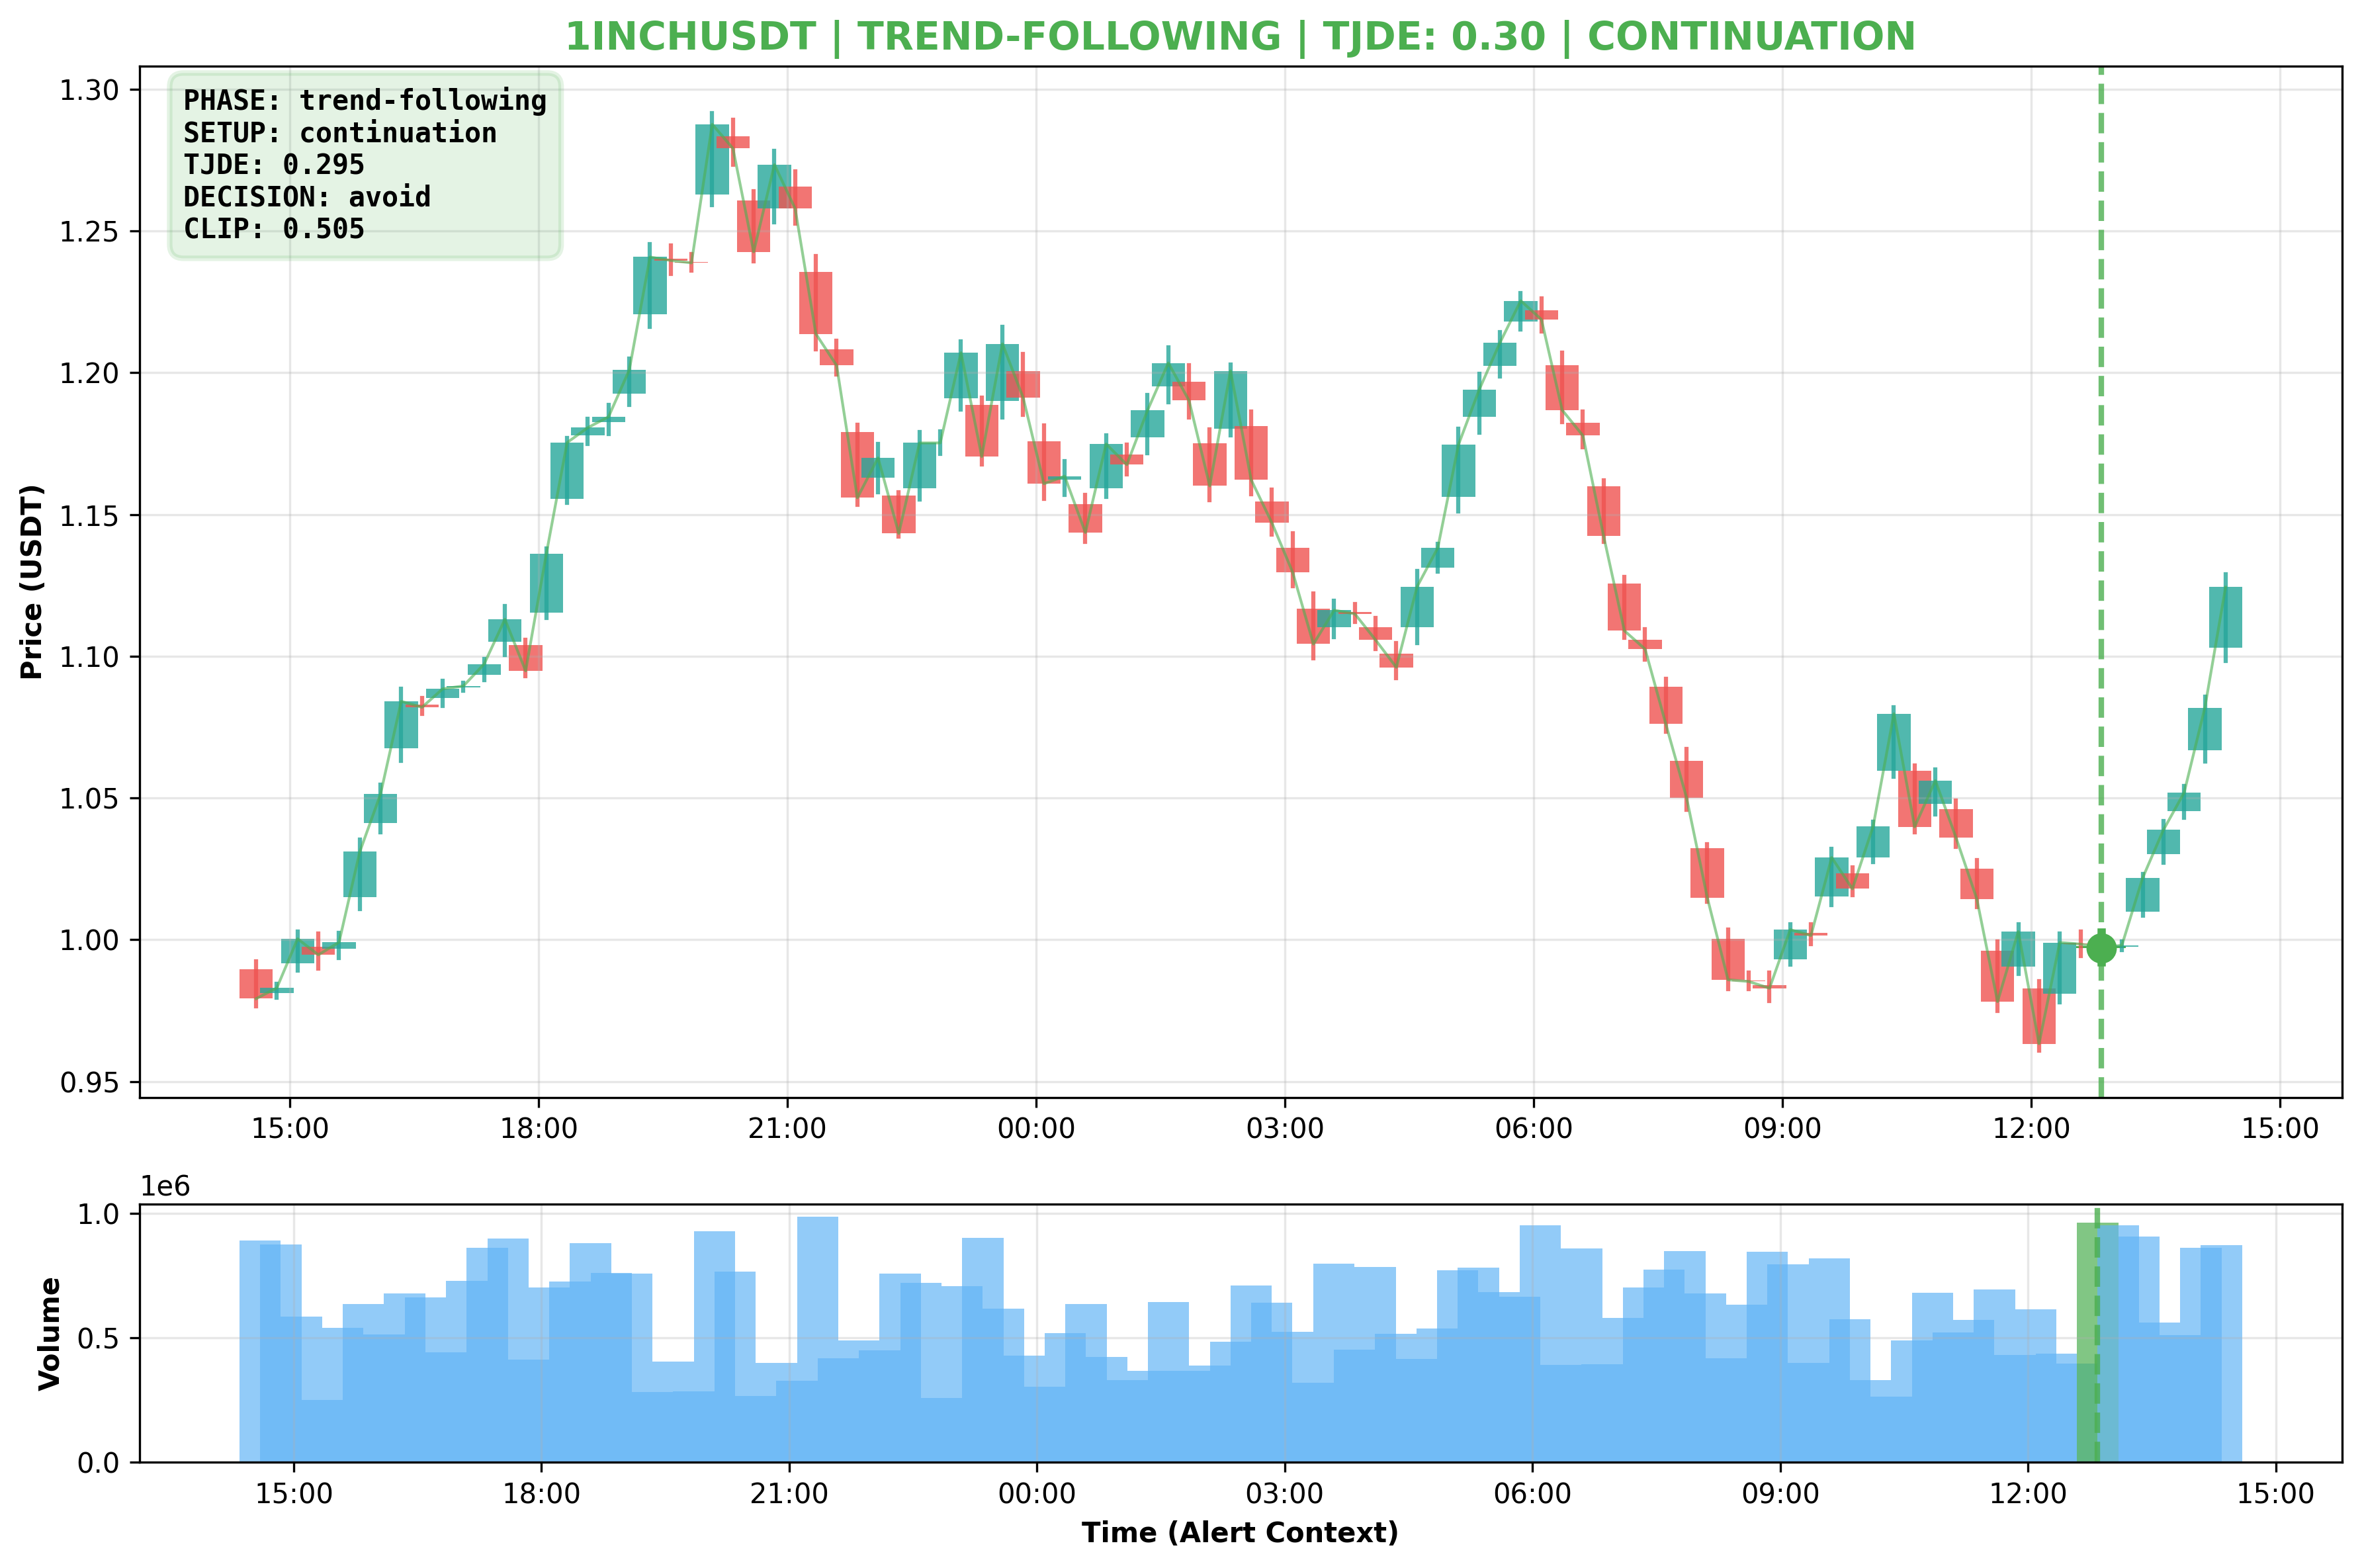 1INCHUSDT | TREND-FOLLOWING | TJDE: 0.30 | CONTINUATION
PHASE: trend-following
SETUP: continuation
TJDE: 0.295
DECISION: avoid
CLIP: 0.505
Price (USDT)
1.30
1.25
1.20
1.15
1.10
1.05
1.00
0.95
15:00 18:00 21:00 00:00 03:00 06:00 09:00 12:00 15:00
1e6
Volume
1.0
0.5
0.0
15:00 18:00 21:00 00:00 03:00 06:00 09:00 12:00 15:00
Time (Alert Context)